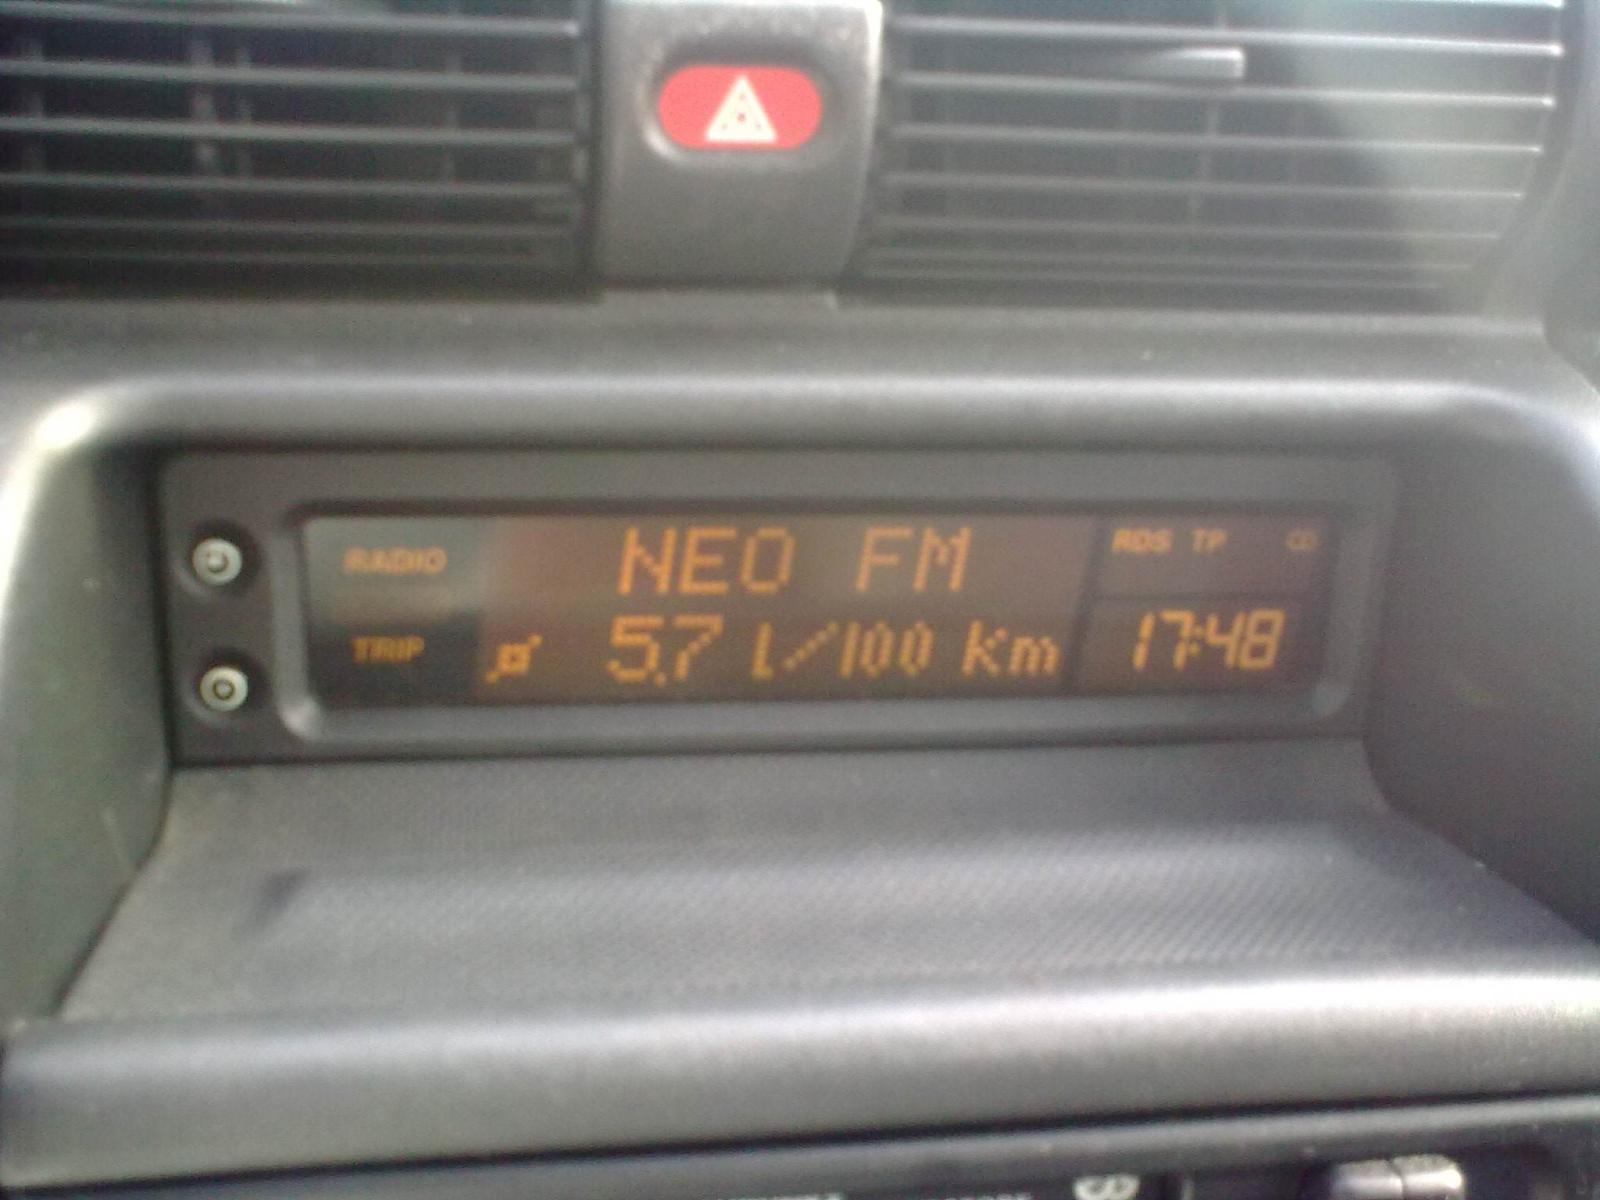 RADIO NEO FM RDS TP
TRIP 5.7 l/100 km 17:48